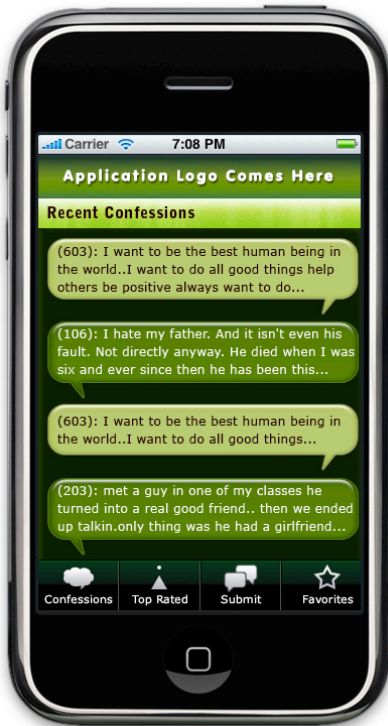 Carrier 7:08 PM
Application Logo Comes Here
Recent Confessions
(603): I want to be the best human being in
the world..I want to do all good things help
others be positive always want to do...
(106): I hate my father. And it isn't even his
fault. Not directly anyway. He died when I was
six and ever since then he has been this...
(603): I want to be the best human being in
the world..I want to do all good things...
(203): met a guy in one of my classes he
turned into a real good friend.. then we ended
up talkin.only thing was he had a girlfriend...
Confessions Top Rated Submit Favorites